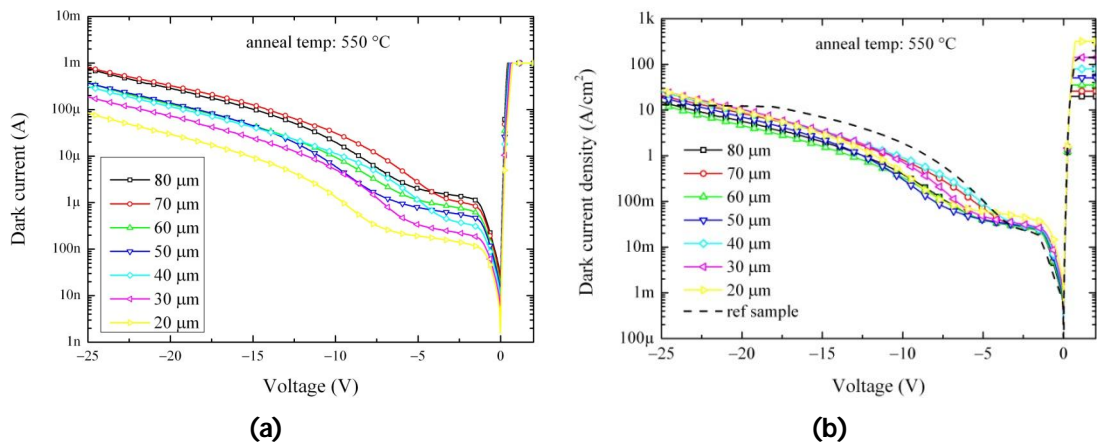 anneal temp: 550 °C
Dark current (A)
10m
1m
100μ
10μ
1μ
100n
10n
1n
80 μm
70 μm
60 μm
50 μm
40 μm
30 μm
20 μm
−25
−20
−15
−10
−5
0
Voltage (V)
(a)
anneal temp: 550 °C
Dark current density (A/cm²)
1k
100
10
1
100m
10m
1m
100μ
80 μm
70 μm
60 μm
50 μm
40 μm
30 μm
20 μm
ref sample
−25
−20
−15
−10
−5
0
Voltage (V)
(b)